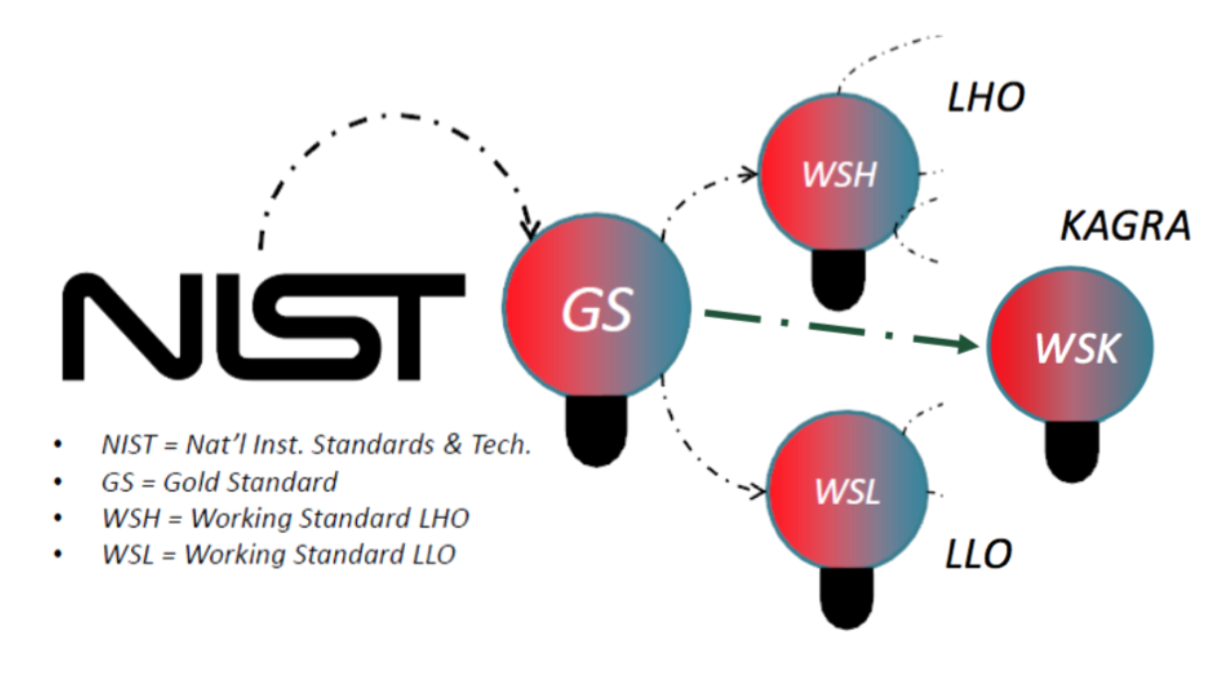 LHO
WSH
KAGRA
NIST
GS
WSK
• NIST = Nat'l Inst. Standards & Tech.
• GS = Gold Standard
• WSH = Working Standard LHO
• WSL = Working Standard LLO
WSL
LLO